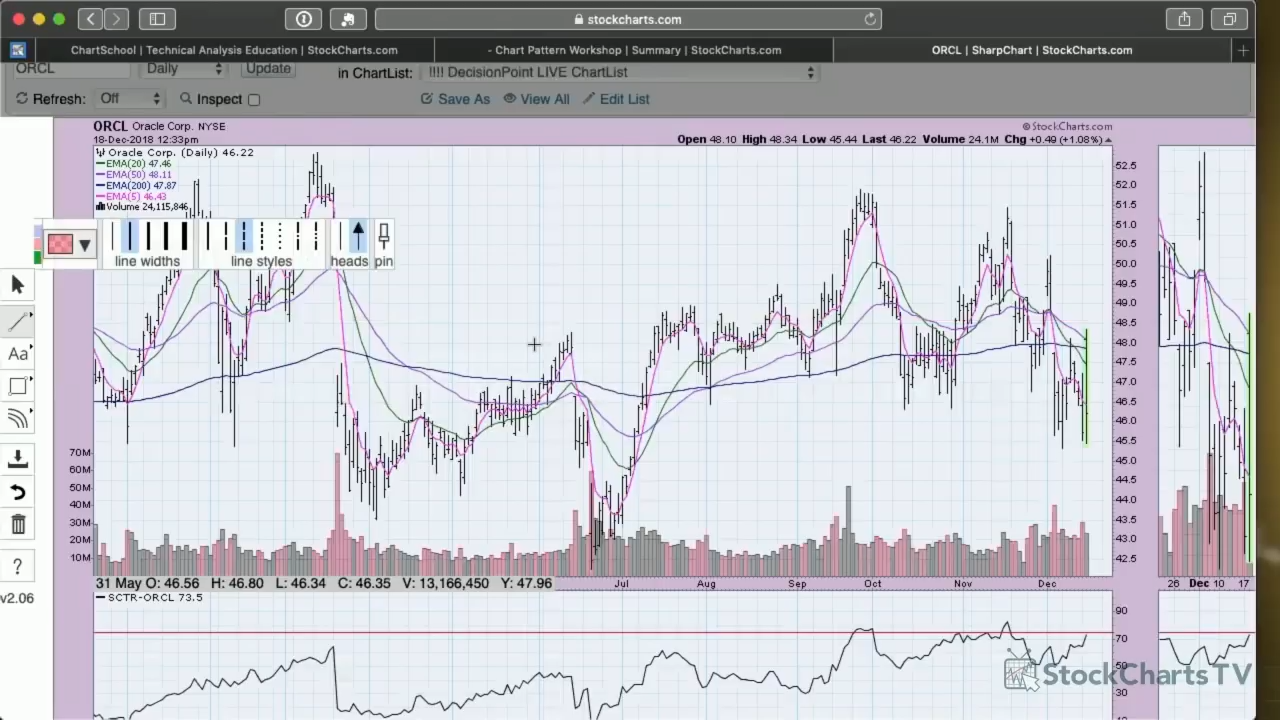 stockcharts.com
ChartSchool | Technical Analysis Education | StockCharts.com
- Chart Pattern Workshop | Summary | StockCharts.com
ORCL | SharpChart | StockCharts.com
ORCL Daily Update in ChartList: !!!! DecisionPoint LIVE ChartList
Refresh: Off Inspect Save As View All Edit List
ORCL Oracle Corp. NYSE ©StockCharts.com
18-Dec-2018 12:33pm Open 48.10 High 48.34 Low 45.44 Last 46.22 Volume 24.1M Chg +0.49 (+1.08%)
Oracle Corp. (Daily) 46.22
EMA(20) 47.46
EMA(50) 48.11
EMA(200) 47.87
EMA(5) 46.43
Volume 24,115,846
line widths line styles heads pin
Aa
?
v2.06
52.5
52.0
51.5
51.0
50.5
50.0
49.5
49.0
48.5
48.0
47.5
47.0
46.5
46.0
45.5
45.0
44.5
44.0
43.5
43.0
42.5
70M
60M
50M
40M
30M
20M
10M
31 May O: 46.56 H: 46.80 L: 46.34 C: 46.35 V: 13,166,450 Y: 47.96
Jul Aug Sep Oct Nov Dec
26 Dec 10 17
SCTR-ORCL 73.5
90
70
50
30
StockChartsTV